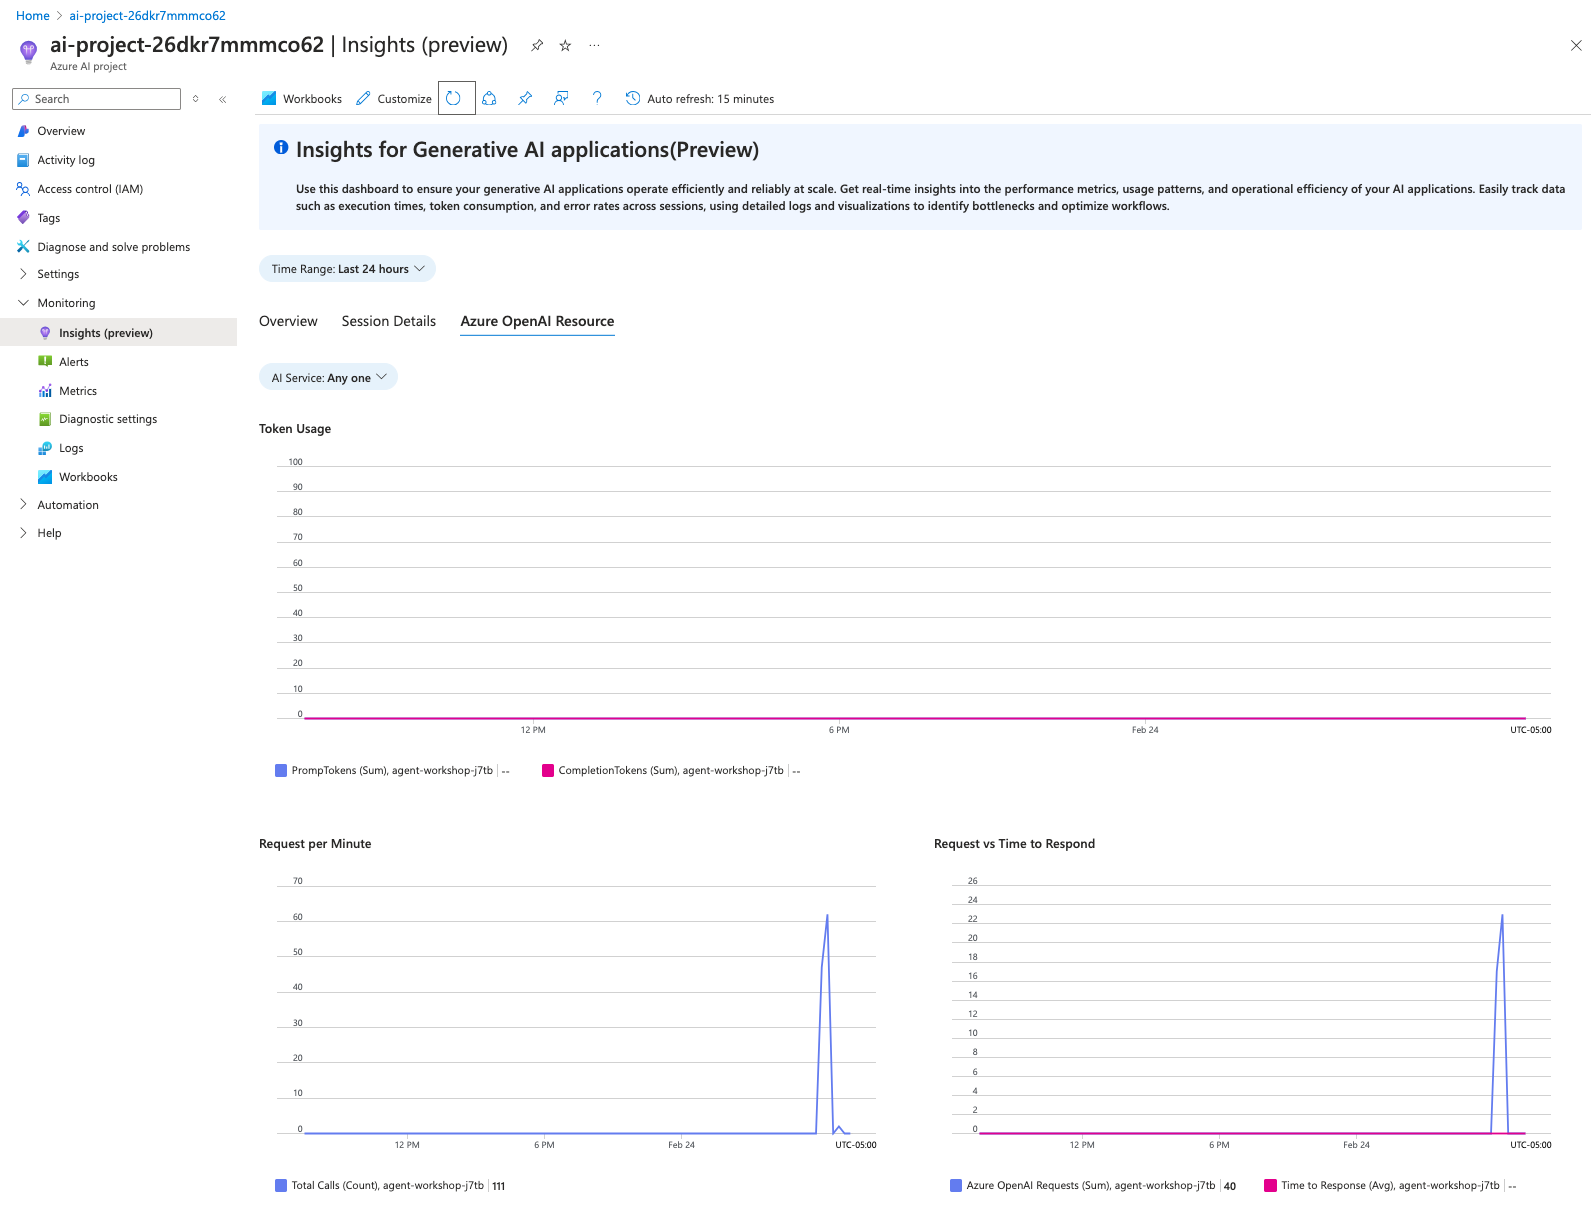 Home > ai-project-26dkr7mmmco62
ai-project-26dkr7mmmco62 | Insights (preview)
Azure AI project
Search
Overview
Activity log
Access control (IAM)
Tags
Diagnose and solve problems
Settings
Monitoring
Insights (preview)
Alerts
Metrics
Diagnostic settings
Logs
Workbooks
Automation
Help
Workbooks Customize Auto refresh: 15 minutes
Insights for Generative AI applications(Preview)
Use this dashboard to ensure your generative AI applications operate efficiently and reliably at scale. Get real-time insights into the performance metrics, usage patterns, and operational efficiency of your AI applications. Easily track data
such as execution times, token consumption, and error rates across sessions, using detailed logs and visualizations to identify bottlenecks and optimize workflows.
Time Range: Last 24 hours
Overview Session Details Azure OpenAI Resource
AI Service: Any one
Token Usage
100
90
80
70
60
50
40
30
20
10
0
12 PM 6 PM Feb 24 UTC-05:00
PrompTokens (Sum), agent-workshop-j7tb | -- CompletionTokens (Sum), agent-workshop-j7tb | --
Request per Minute
70
60
50
40
30
20
10
0
12 PM 6 PM Feb 24 UTC-05:00
Total Calls (Count), agent-workshop-j7tb | 111
Request vs Time to Respond
26
24
22
20
18
16
14
12
10
8
6
4
2
0
12 PM 6 PM Feb 24 UTC-05:00
Azure OpenAI Requests (Sum), agent-workshop-j7tb | 40 Time to Response (Avg), agent-workshop-j7tb | --